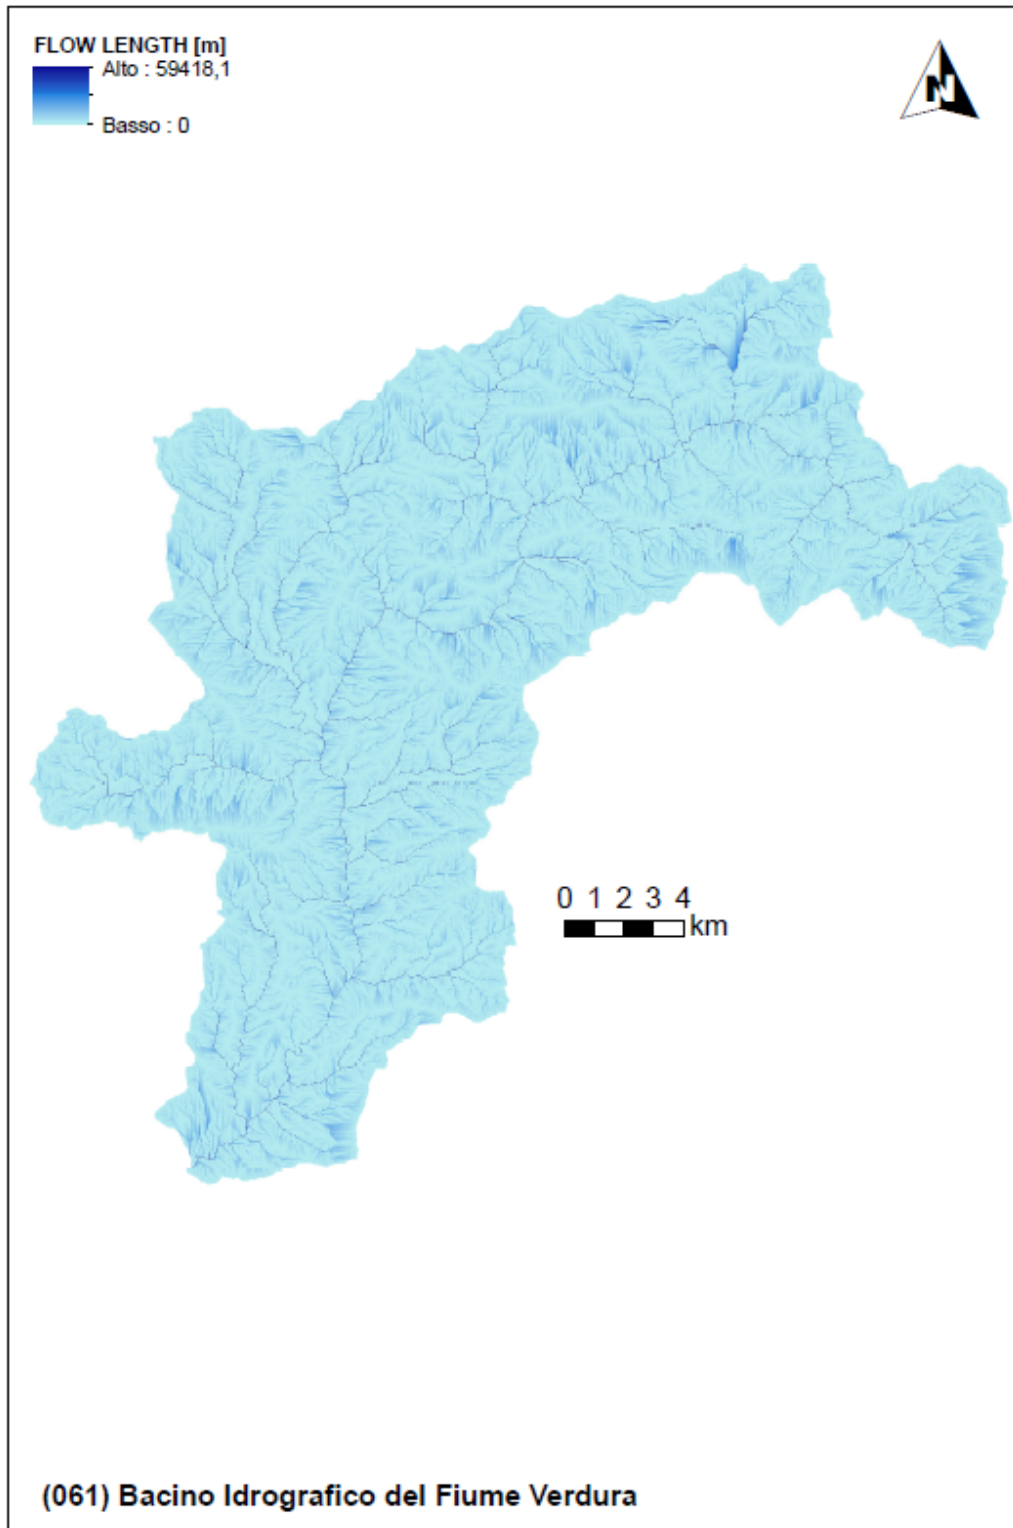 FLOW LENGTH [m]
Alto : 59418,1
Basso : 0
N
0 1 2 3 4
km
(061) Bacino Idrografico del Fiume Verdura